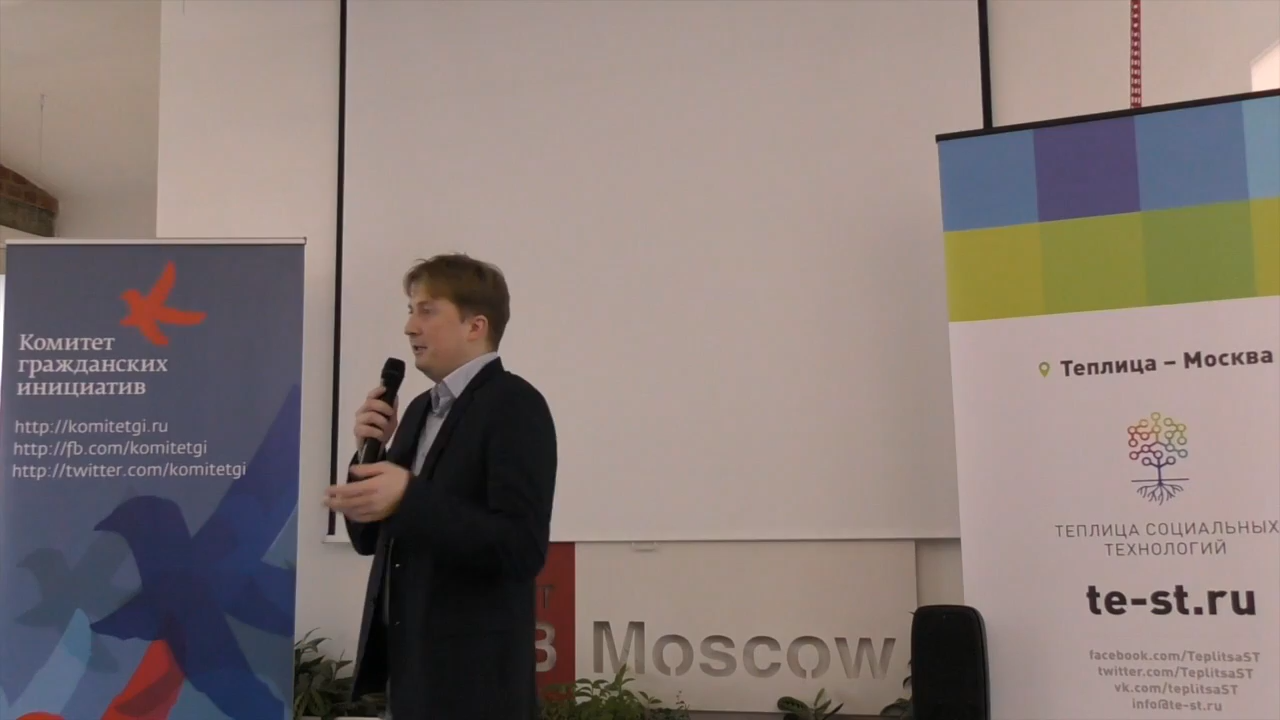 Комитет
гражданских
инициатив
http://komitetgi.ru
http://fb.com/komitetgi
http://twitter.com/komitetgi
Moscow
Теплица – Москва
ТЕПЛИЦА СОЦИАЛЬНЫХ
ТЕХНОЛОГИЙ
te-st.ru
facebook.com/TeplitsaST
twitter.com/TeplitsaST
vk.com/teplitsaST
info@te-st.ru